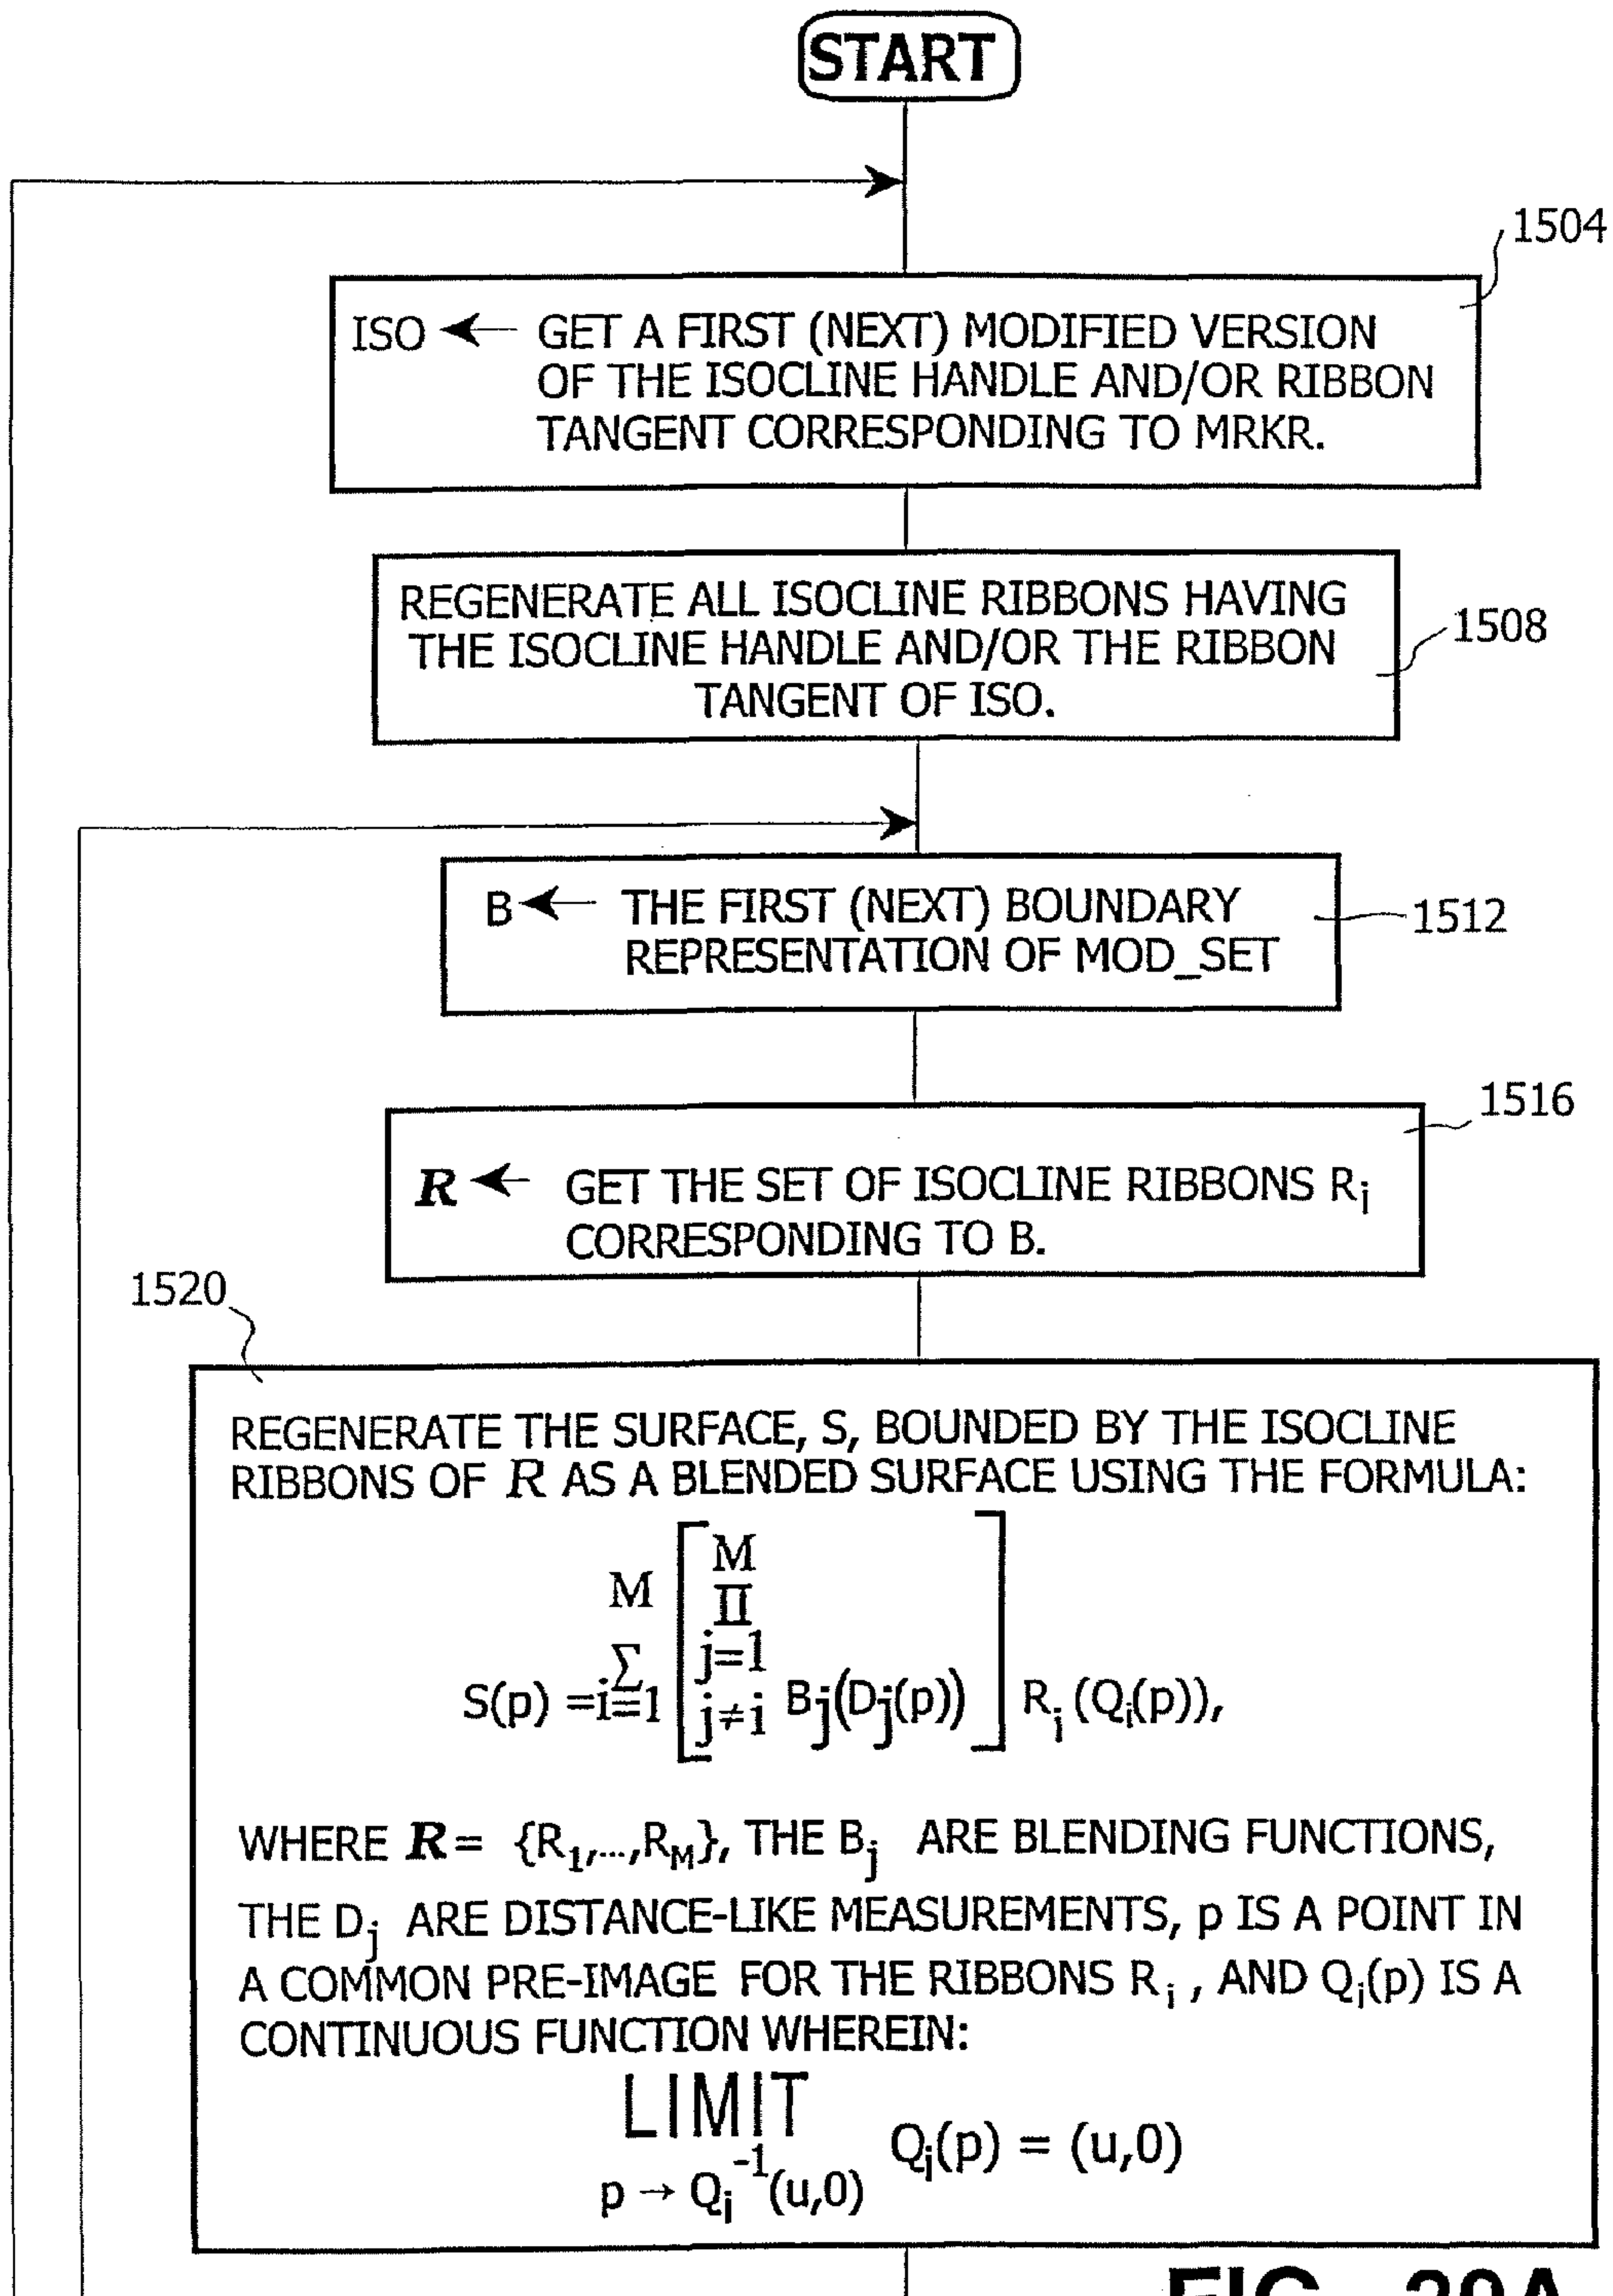 START
1504
ISO ← GET A FIRST (NEXT) MODIFIED VERSION
OF THE ISOCLINE HANDLE AND/OR RIBBON
TANGENT CORRESPONDING TO MRKR.
REGENERATE ALL ISOCLINE RIBBONS HAVING
THE ISOCLINE HANDLE AND/OR THE RIBBON
TANGENT OF ISO.
1508
B ← THE FIRST (NEXT) BOUNDARY
REPRESENTATION OF MOD_SET
1512
1516
R ← GET THE SET OF ISOCLINE RIBBONS Rᵢ
CORRESPONDING TO B.
1520
REGENERATE THE SURFACE, S, BOUNDED BY THE ISOCLINE
RIBBONS OF R AS A BLENDED SURFACE USING THE FORMULA:
M
M
Π
Σ
j=1
S(p) = i=1 [ j≠i Bⱼ(Dⱼ(p)) ] Rᵢ (Qᵢ(p)),
WHERE R = {R₁,...,R_M}, THE Bⱼ ARE BLENDING FUNCTIONS,
THE Dⱼ ARE DISTANCE-LIKE MEASUREMENTS, p IS A POINT IN
A COMMON PRE-IMAGE FOR THE RIBBONS Rᵢ , AND Qᵢ(p) IS A
CONTINUOUS FUNCTION WHEREIN:
LIMIT
Qᵢ(p) = (u,0)
p → Qᵢ⁻¹(u,0)
FIG. 29A